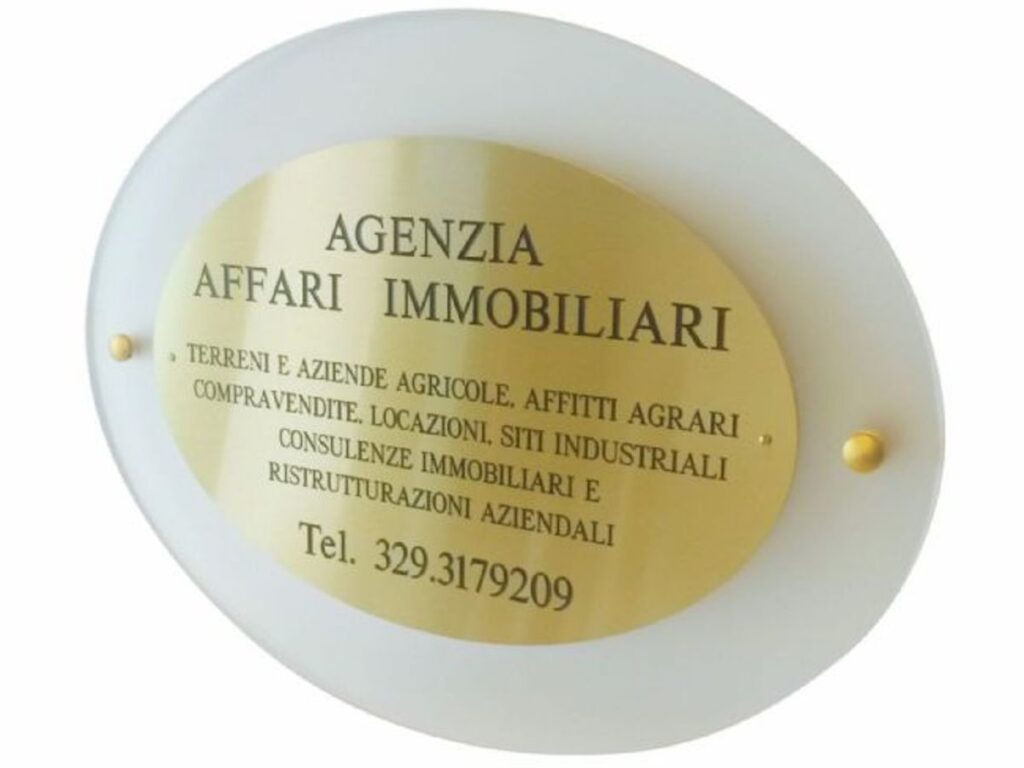 AGENZIA
AFFARI IMMOBILIARI
TERRENI E AZIENDE AGRICOLE, AFFITTI AGRARI
COMPRAVENDITE, LOCAZIONI, SITI INDUSTRIALI
CONSULENZE IMMOBILIARI E
RISTRUTTURAZIONI AZIENDALI
Tel. 329.3179209